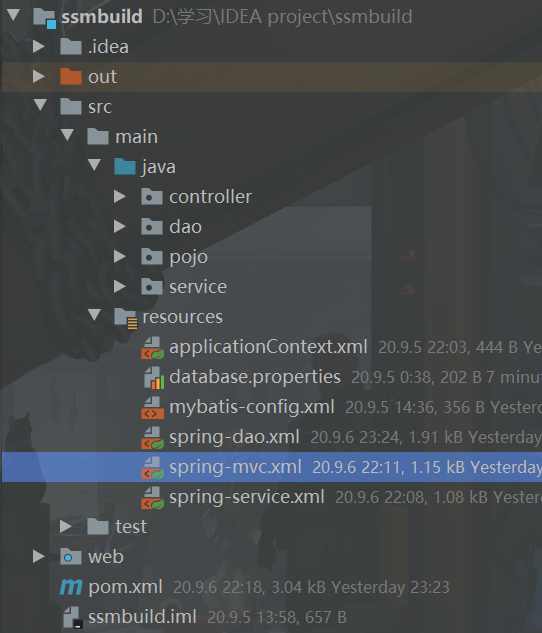 ssmbuild D:\学习\IDEA project\ssmbuild
.idea
out
src
main
java
controller
dao
pojo
service
resources
applicationContext.xml 20.9.5 22:03, 444 B Ye
database.properties 20.9.5 0:38, 202 B 7 minut
mybatis-config.xml 20.9.5 14:36, 356 B Yester
spring-dao.xml 20.9.6 23:24, 1.91 kB Yesterday
spring-mvc.xml 20.9.6 22:11, 1.15 kB Yesterday
spring-service.xml 20.9.6 22:08, 1.08 kB Yester
test
web
pom.xml 20.9.6 22:18, 3.04 kB Yesterday 23:23
ssmbuild.iml 20.9.5 13:58, 657 B